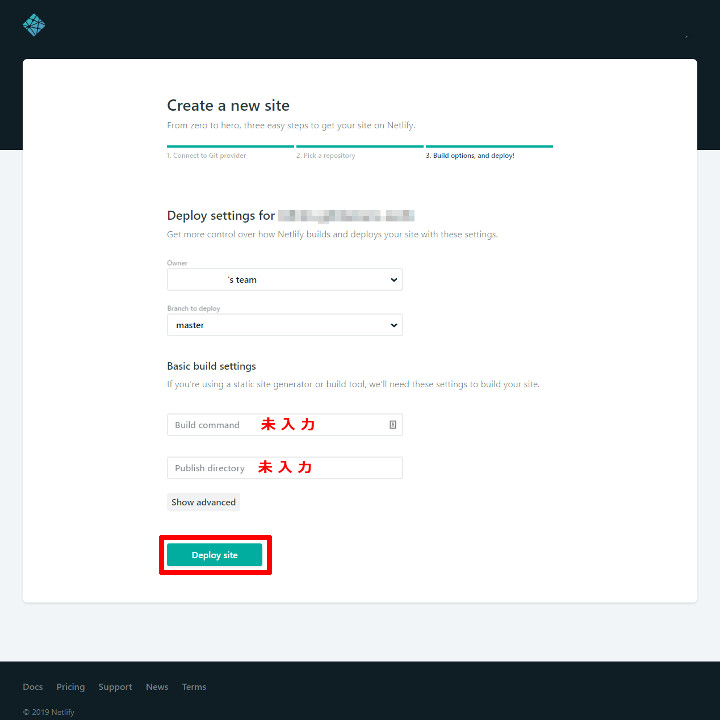 Create a new site
From zero to hero, three easy steps to get your site on Netlify.
1. Connect to Git provider 2. Pick a repository 3. Build options, and deploy!
Deploy settings for
Get more control over how Netlify builds and deploys your site with these settings.
Owner
's team
Branch to deploy
master
Basic build settings
If you're using a static site generator or build tool, we'll need these settings to build your site.
Build command 未入力
Publish directory 未入力
Show advanced
Deploy site
Docs Pricing Support News Terms
© 2019 Netlify